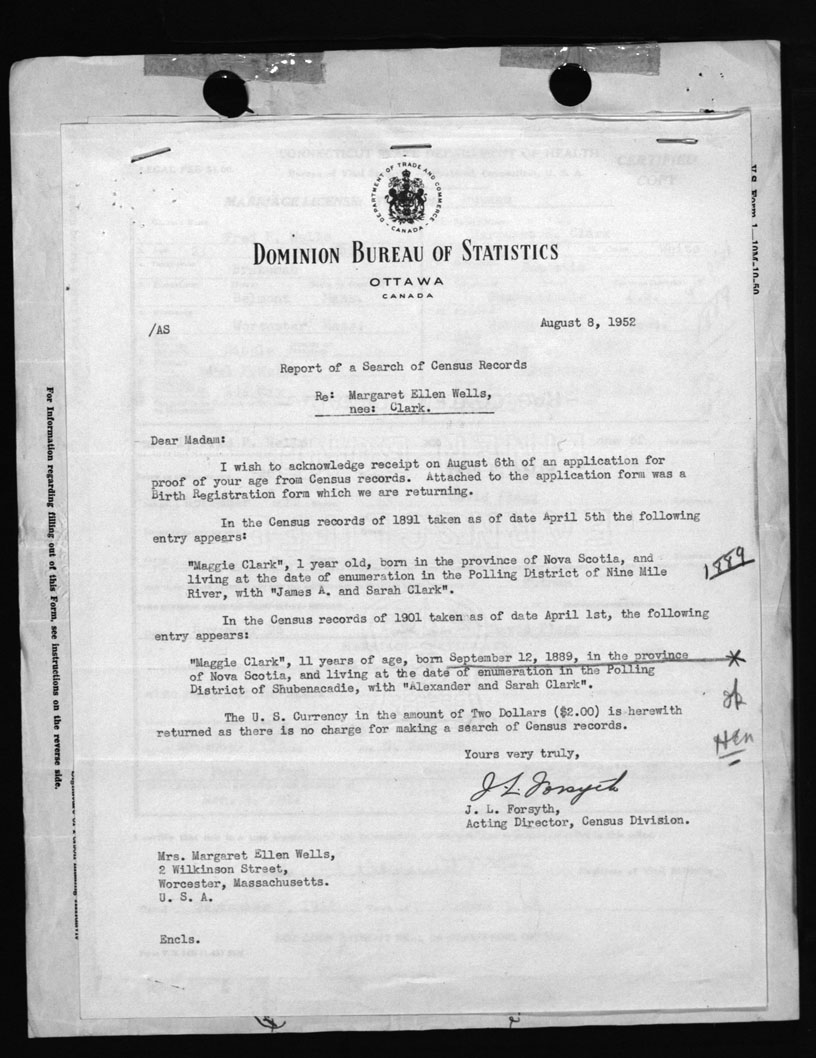 DEPARTMENT OF TRADE AND COMMERCE
CANADA
DOMINION BUREAU OF STATISTICS
OTTAWA
CANADA
/AS
August 8, 1952
Report of a Search of Census Records
Re: Margaret Ellen Wells,
nee: Clark.
Dear Madam:
I wish to acknowledge receipt on August 6th of an application for
proof of your age from Census records. Attached to the application form was a
Birth Registration form which we are returning.
In the Census records of 1891 taken as of date April 5th the following
entry appears:
"Maggie Clark", 1 year old, born in the province of Nova Scotia, and
living at the date of enumeration in the Polling District of Nine Mile
River, with "James A. and Sarah Clark".
1889
In the Census records of 1901 taken as of date April 1st, the following
entry appears:
"Maggie Clark", 11 years of age, born September 12, 1889, in the province
of Nova Scotia, and living at the date of enumeration in the Polling
District of Shubenacadie, with "Alexander and Sarah Clark".
The U. S. Currency in the amount of Two Dollars ($2.00) is herewith
returned as there is no charge for making a search of Census records.
Yours very truly,
J. L. Forsyth
J. L. Forsyth,
Acting Director, Census Division.
Mrs. Margaret Ellen Wells,
2 Wilkinson Street,
Worcester, Massachusetts.
U. S. A.
Encls.
For Information regarding filling out of this Form, see instructions on the reverse side.